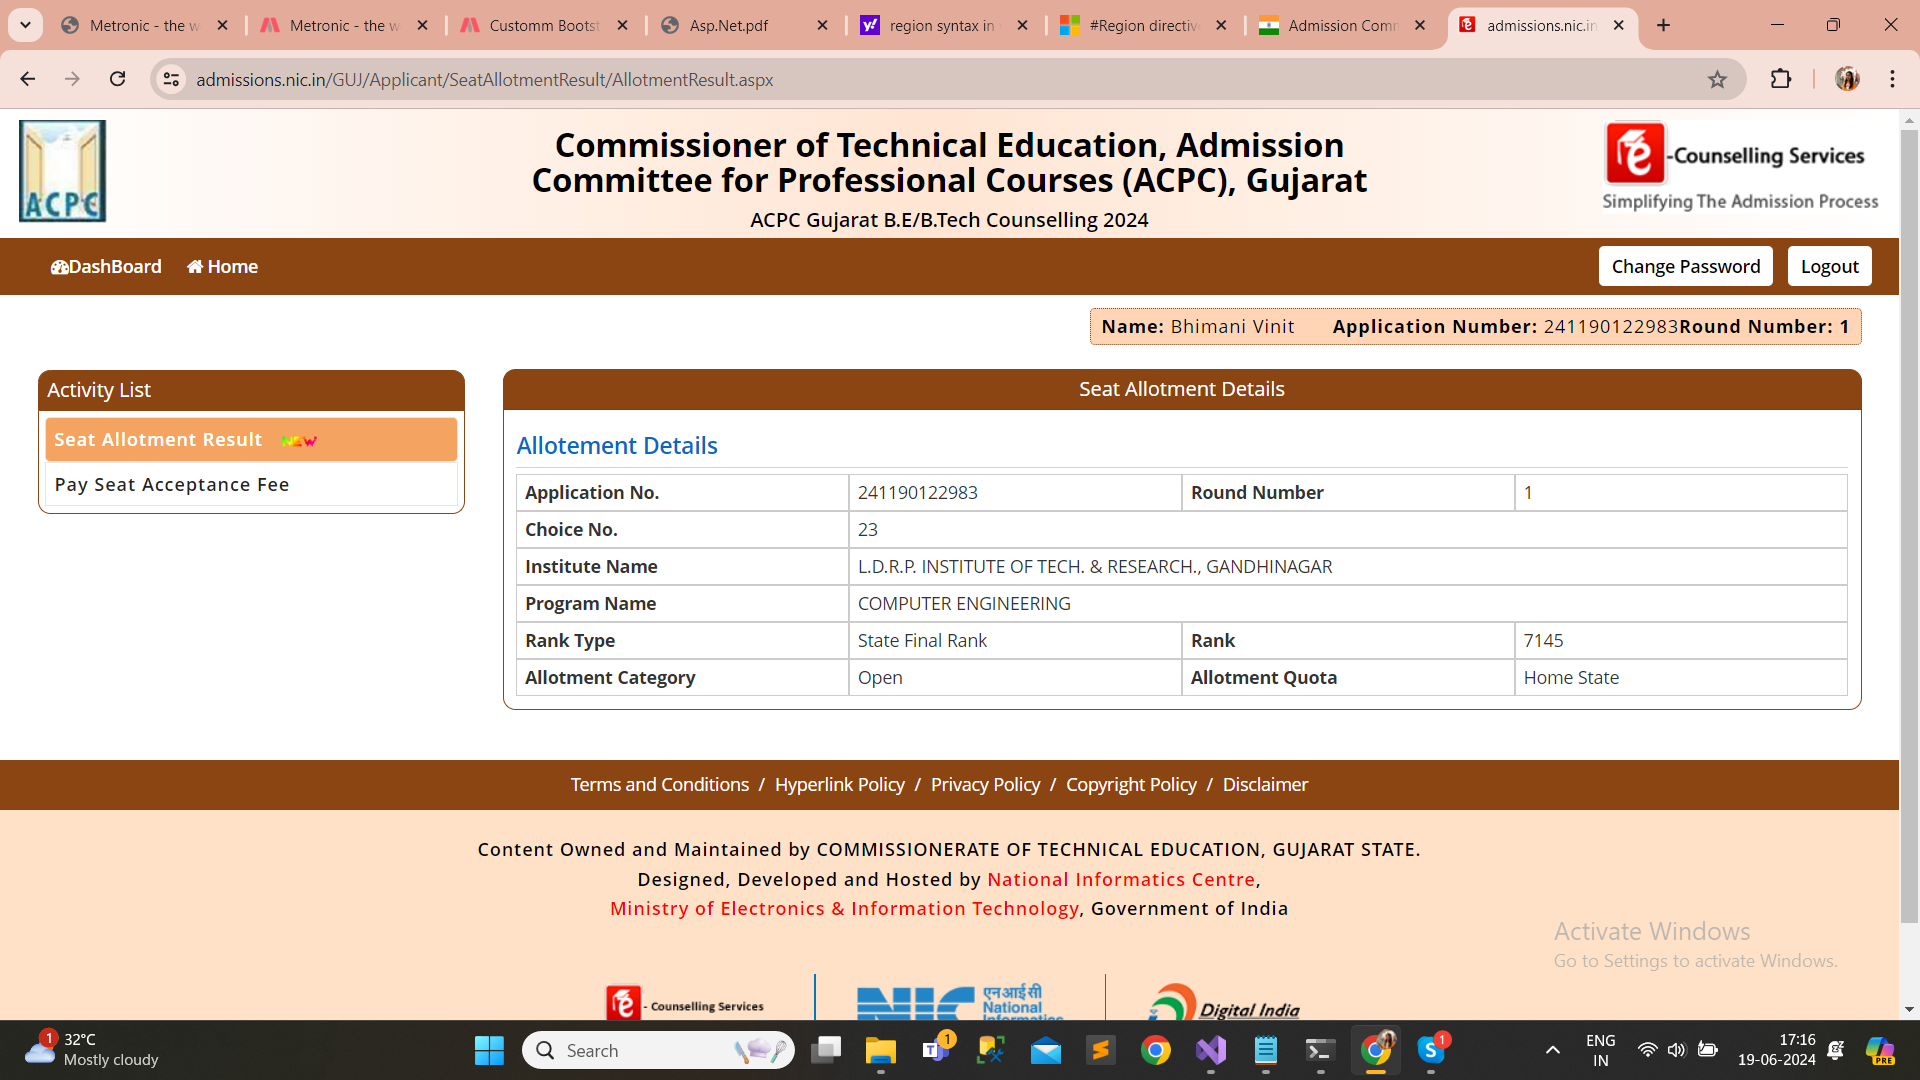 Metronic - the w
Metronic - the w
Customm Bootst
Asp.Net.pdf
region syntax in
#Region directiv
Admission Comm
admissions.nic.in
admissions.nic.in/GUJ/Applicant/SeatAllotmentResult/AllotmentResult.aspx
ACPC
Commissioner of Technical Education, Admission
Committee for Professional Courses (ACPC), Gujarat
ACPC Gujarat B.E/B.Tech Counselling 2024
e-Counselling Services
Simplifying The Admission Process
DashBoard Home
Change Password Logout
Name: Bhimani Vinit Application Number: 241190122983Round Number: 1
Activity List
Seat Allotment Result NEW
Pay Seat Acceptance Fee
Seat Allotment Details
Allotement Details
Application No. 241190122983 Round Number 1
Choice No. 23
Institute Name L.D.R.P. INSTITUTE OF TECH. & RESEARCH., GANDHINAGAR
Program Name COMPUTER ENGINEERING
Rank Type State Final Rank Rank 7145
Allotment Category Open Allotment Quota Home State
Terms and Conditions / Hyperlink Policy / Privacy Policy / Copyright Policy / Disclaimer
Content Owned and Maintained by COMMISSIONERATE OF TECHNICAL EDUCATION, GUJARAT STATE.
Designed, Developed and Hosted by National Informatics Centre,
Ministry of Electronics & Information Technology, Government of India
Activate Windows
Go to Settings to activate Windows.
e - Counselling Services
NIC एनआईसी
National
Informatics
Digital India
1
32°C
Mostly cloudy
Search
1
1
ENG
IN
17:16
19-06-2024
PRE